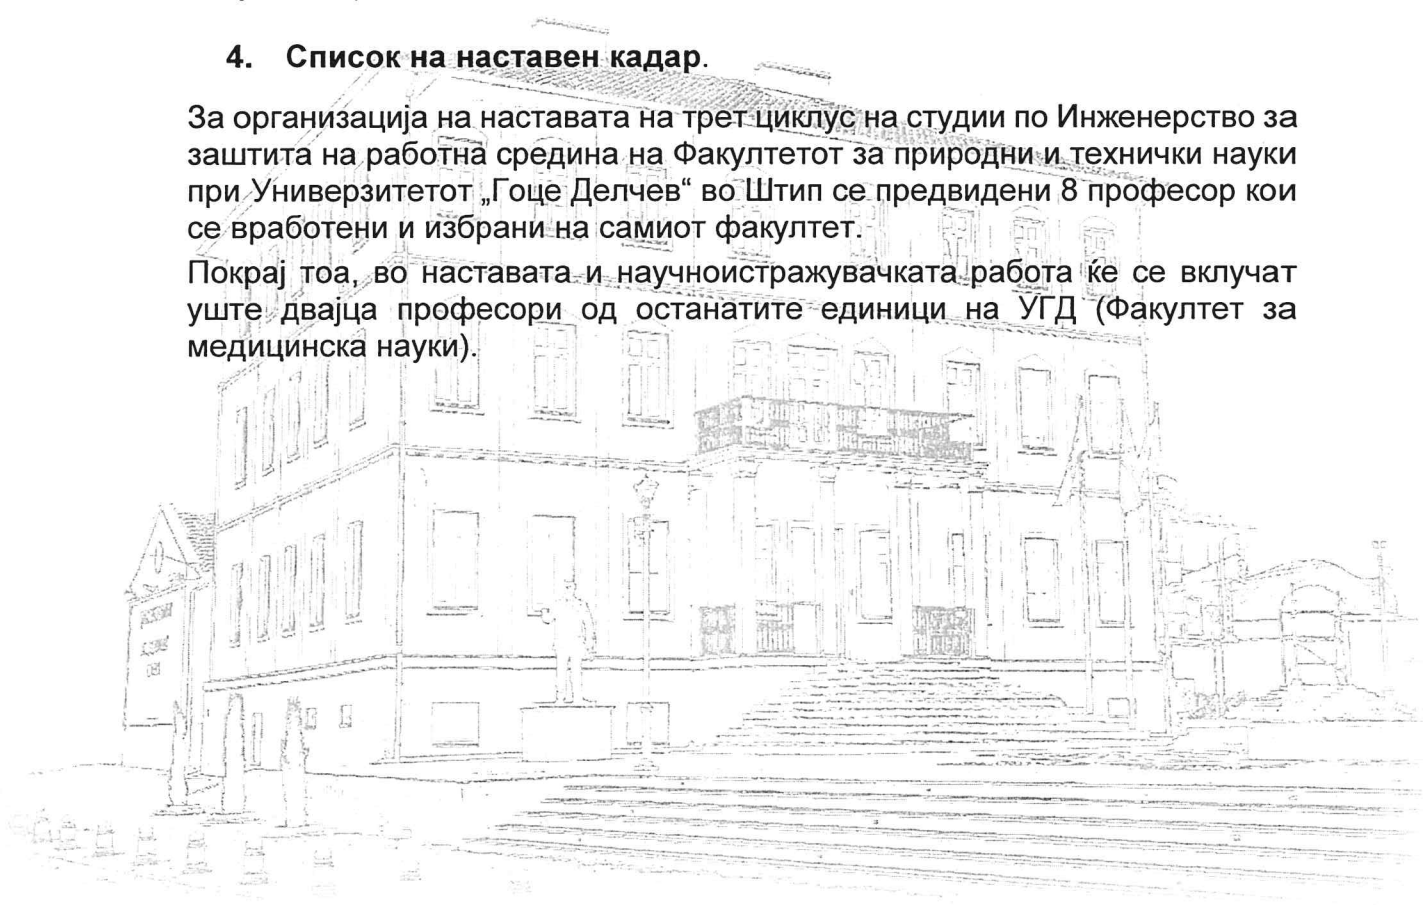 4. Список на наставен кадар.
За организација на наставата на трет циклус на студии по Инженерство за
заштита на работна средина на Факултетот за природни и технички науки
при Универзитетот „Гоце Делчев“ во Штип се предвидени 8 професор кои
се вработени и избрани на самиот факултет.
Покрај тоа, во наставата и научноистражувачката работа ќе се вклучат
уште двајца професори од останатите единици на УГД (Факултет за
медицинска науки).